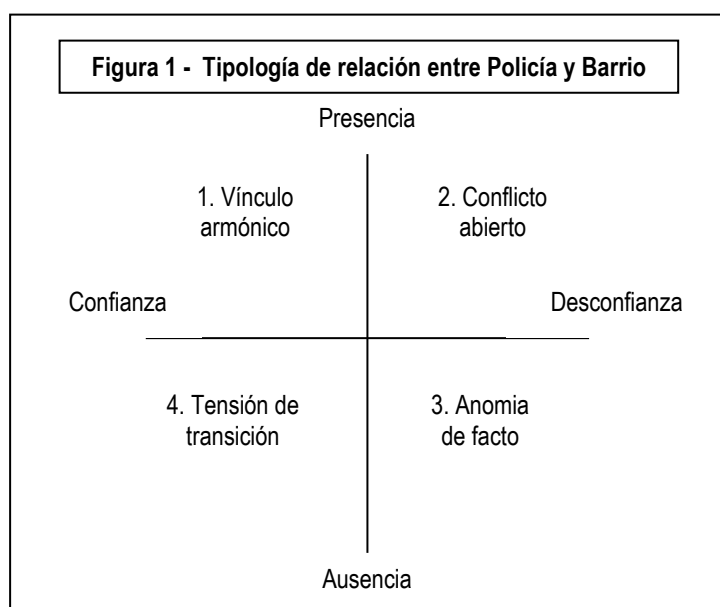 Figura 1 - Tipología de relación entre Policía y Barrio
Presencia
1. Vínculo
armónico
2. Conflicto
abierto
Confianza
Desconfianza
4. Tensión de
transición
3. Anomia
de facto
Ausencia